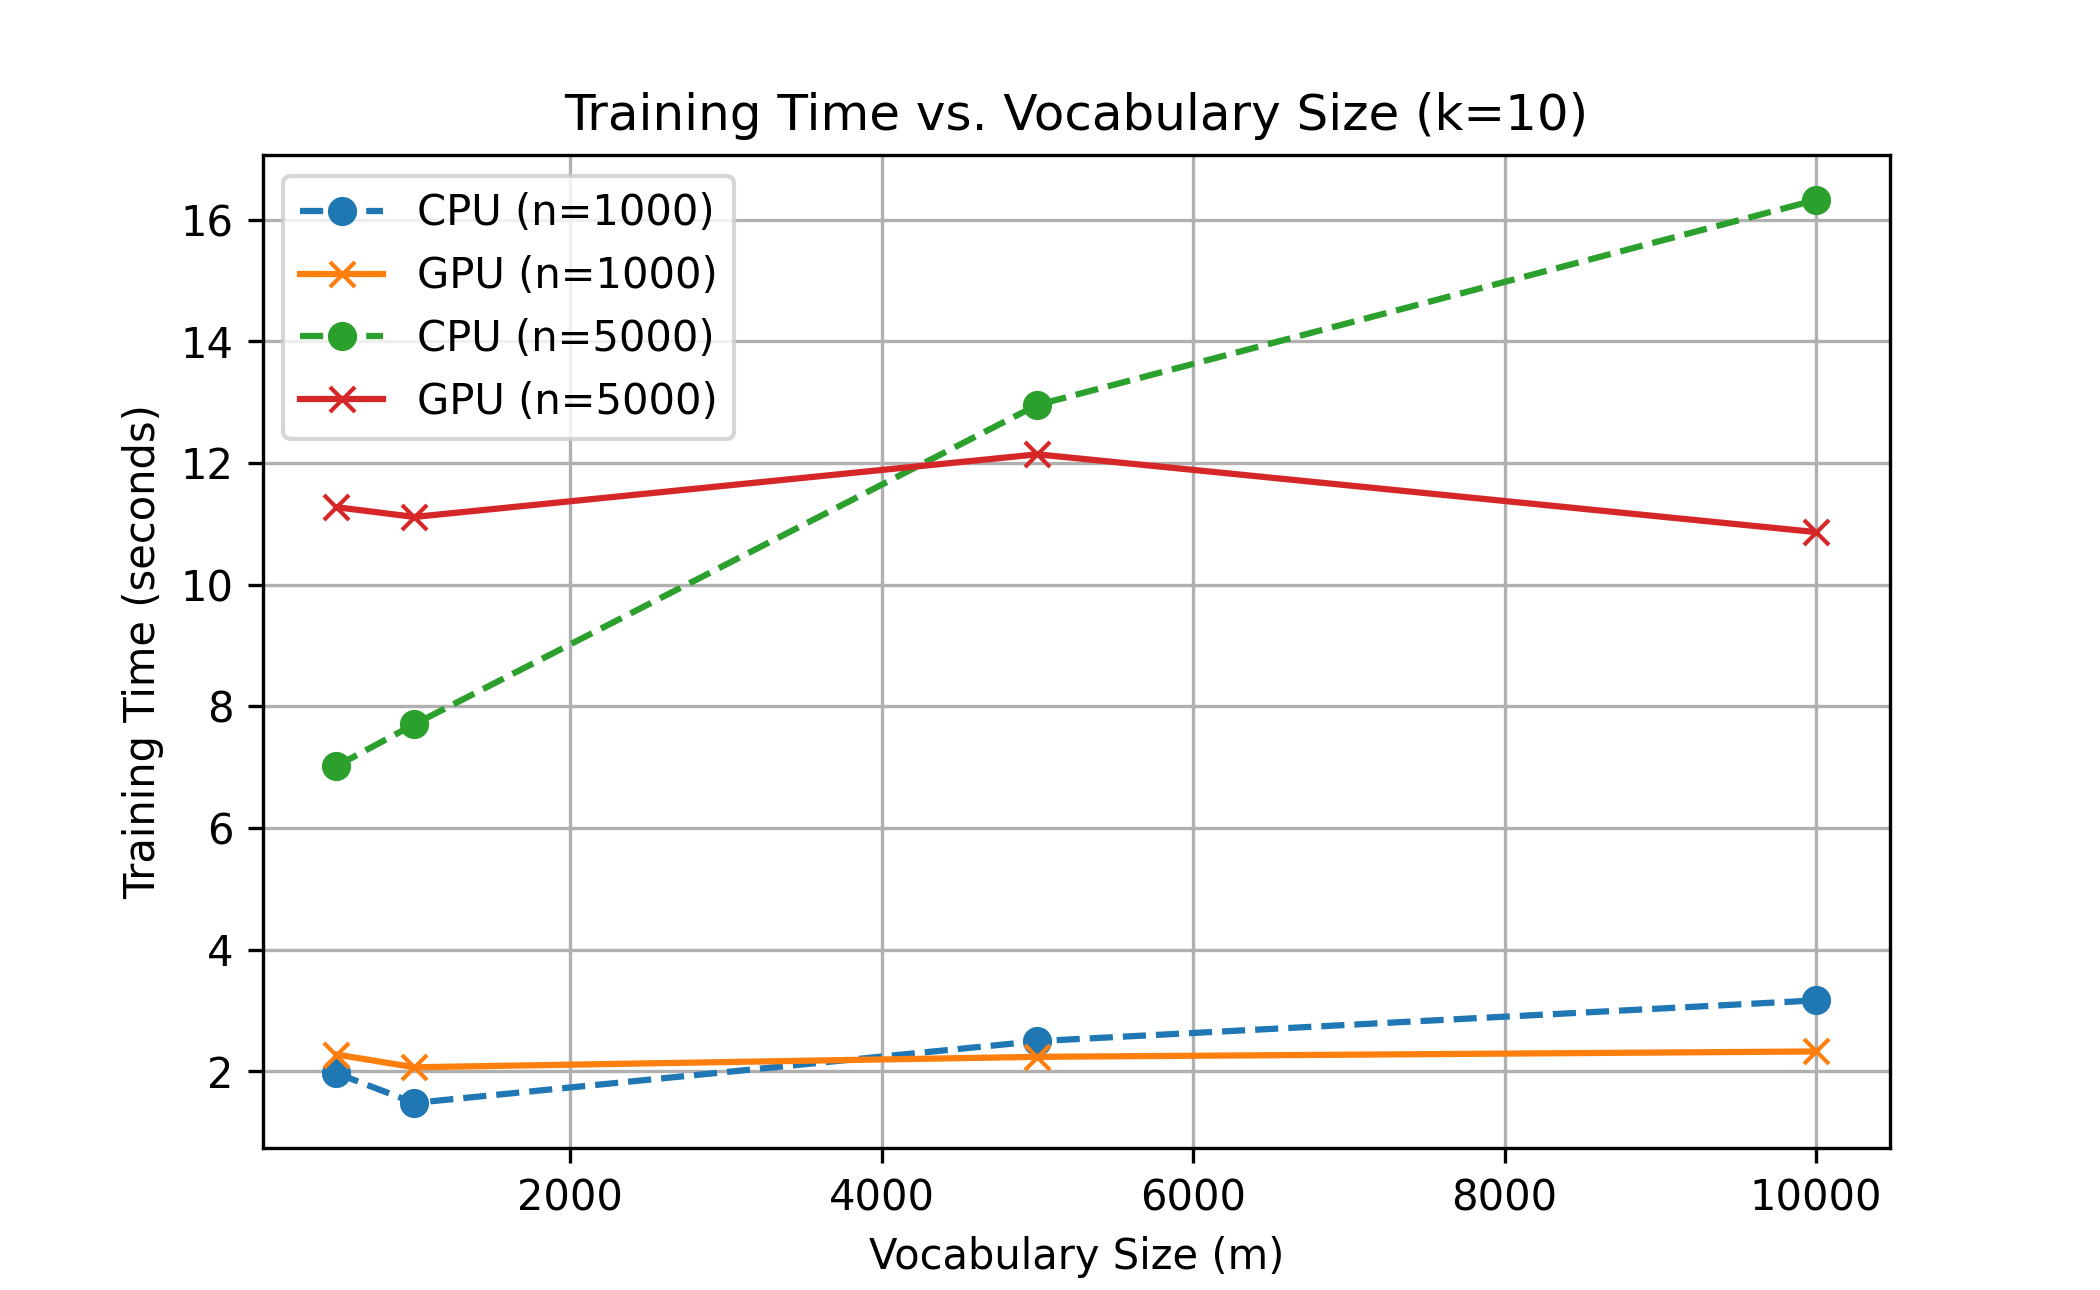 Training Time vs. Vocabulary Size (k=10)
CPU (n=1000)
GPU (n=1000)
CPU (n=5000)
GPU (n=5000)
Training Time (seconds)
16
14
12
10
8
6
4
2
2000 4000 6000 8000 10000
Vocabulary Size (m)